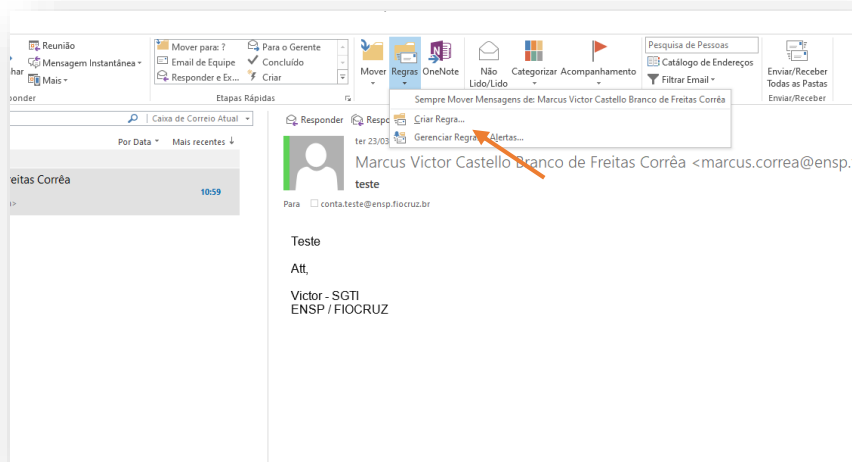 Reunião
Mensagem Instantânea
Mais
Mover para: ?
Email de Equipe
Responder e Ex...
Para o Gerente
Concluído
Criar
Etapas Rápidas
Mover
Regras
OneNote
Não
Lido/Lido
Categorizar
Acompanhamento
Pesquisa de Pessoas
Catálogo de Endereços
Filtrar Email
Enviar/Receber
Todas as Pastas
Enviar/Receber
Sempre Mover Mensagens de: Marcus Victor Castello Branco de Freitas Corrêa
Criar Regra...
Gerenciar Regras e Alertas...
Caixa de Correio Atual
Por Data Mais recentes
reitas Corrêa
10:59
Responder
Respo
ter 23/03
Marcus Victor Castello Branco de Freitas Corrêa <marcus.correa@ensp.
teste
Para conta.teste@ensp.fiocruz.br
Teste
Att,
Victor - SGTI
ENSP / FIOCRUZ